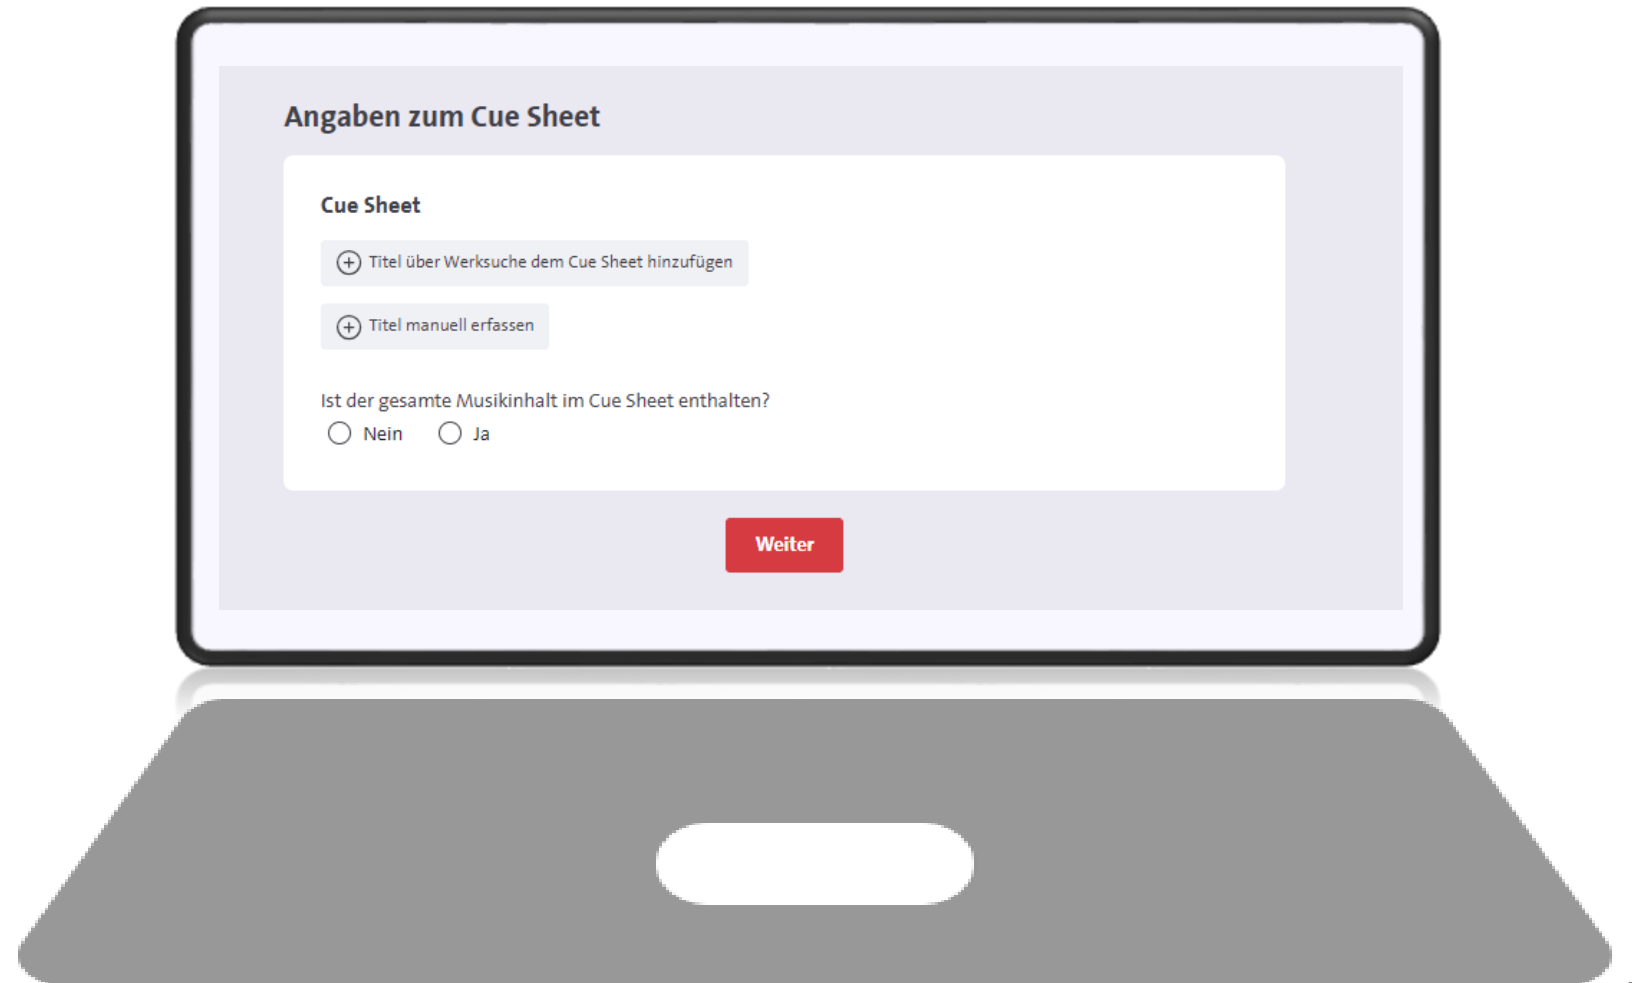 Angaben zum Cue Sheet
Cue Sheet
Titel über Werksuche dem Cue Sheet hinzufügen
Titel manuell erfassen
Ist der gesamte Musikinhalt im Cue Sheet enthalten?
Nein Ja
Weiter